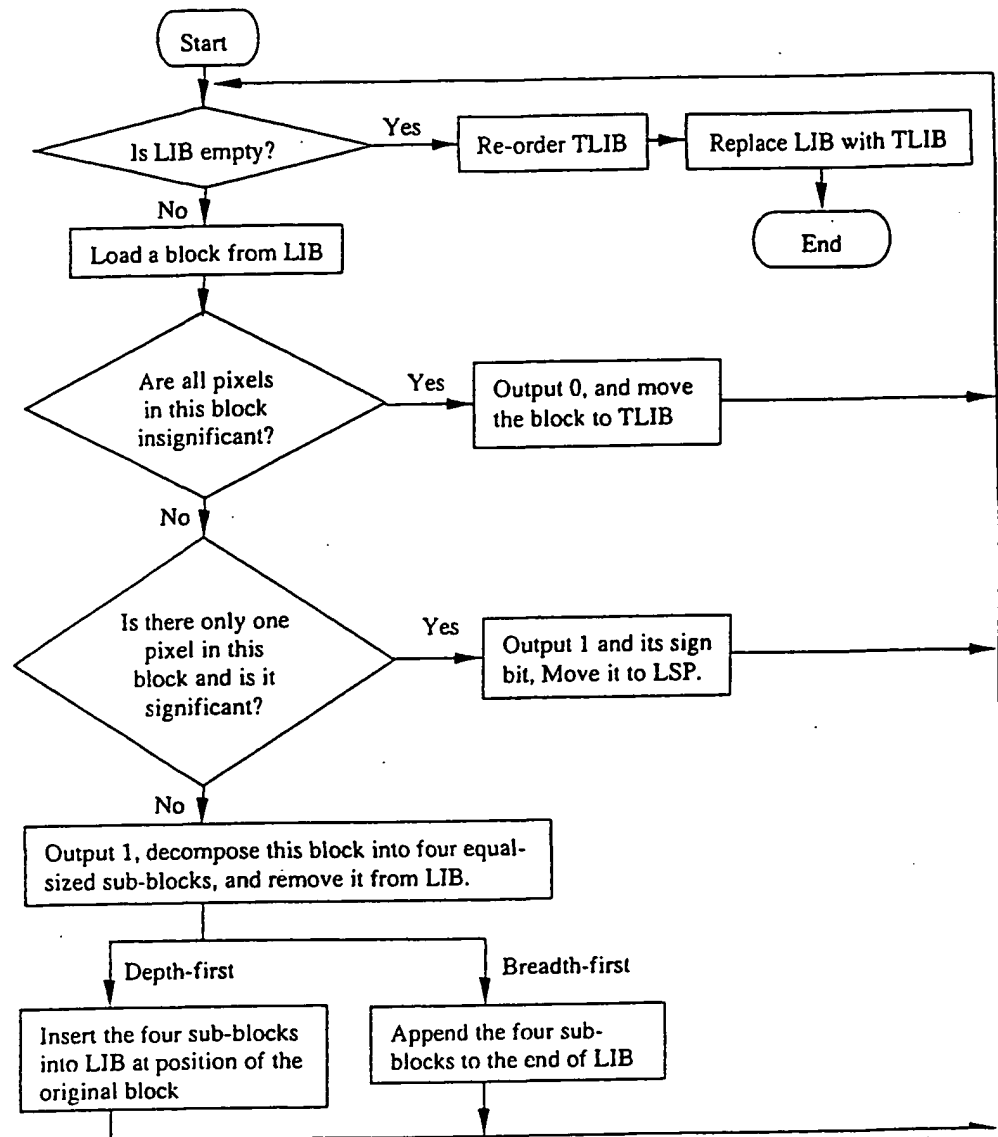 Start
Is LIB empty?
Yes
Re-order TLIB
Replace LIB with TLIB
No
End
Load a block from LIB
Are all pixels
in this block
insignificant?
Yes
Output 0, and move
the block to TLIB
No
Is there only one
pixel in this
block and is it
significant?
Yes
Output 1 and its sign
bit, Move it to LSP.
No
Output 1, decompose this block into four equal-
sized sub-blocks, and remove it from LIB.
Depth-first
Breadth-first
Insert the four sub-blocks
into LIB at position of the
original block
Append the four sub-
blocks to the end of LIB